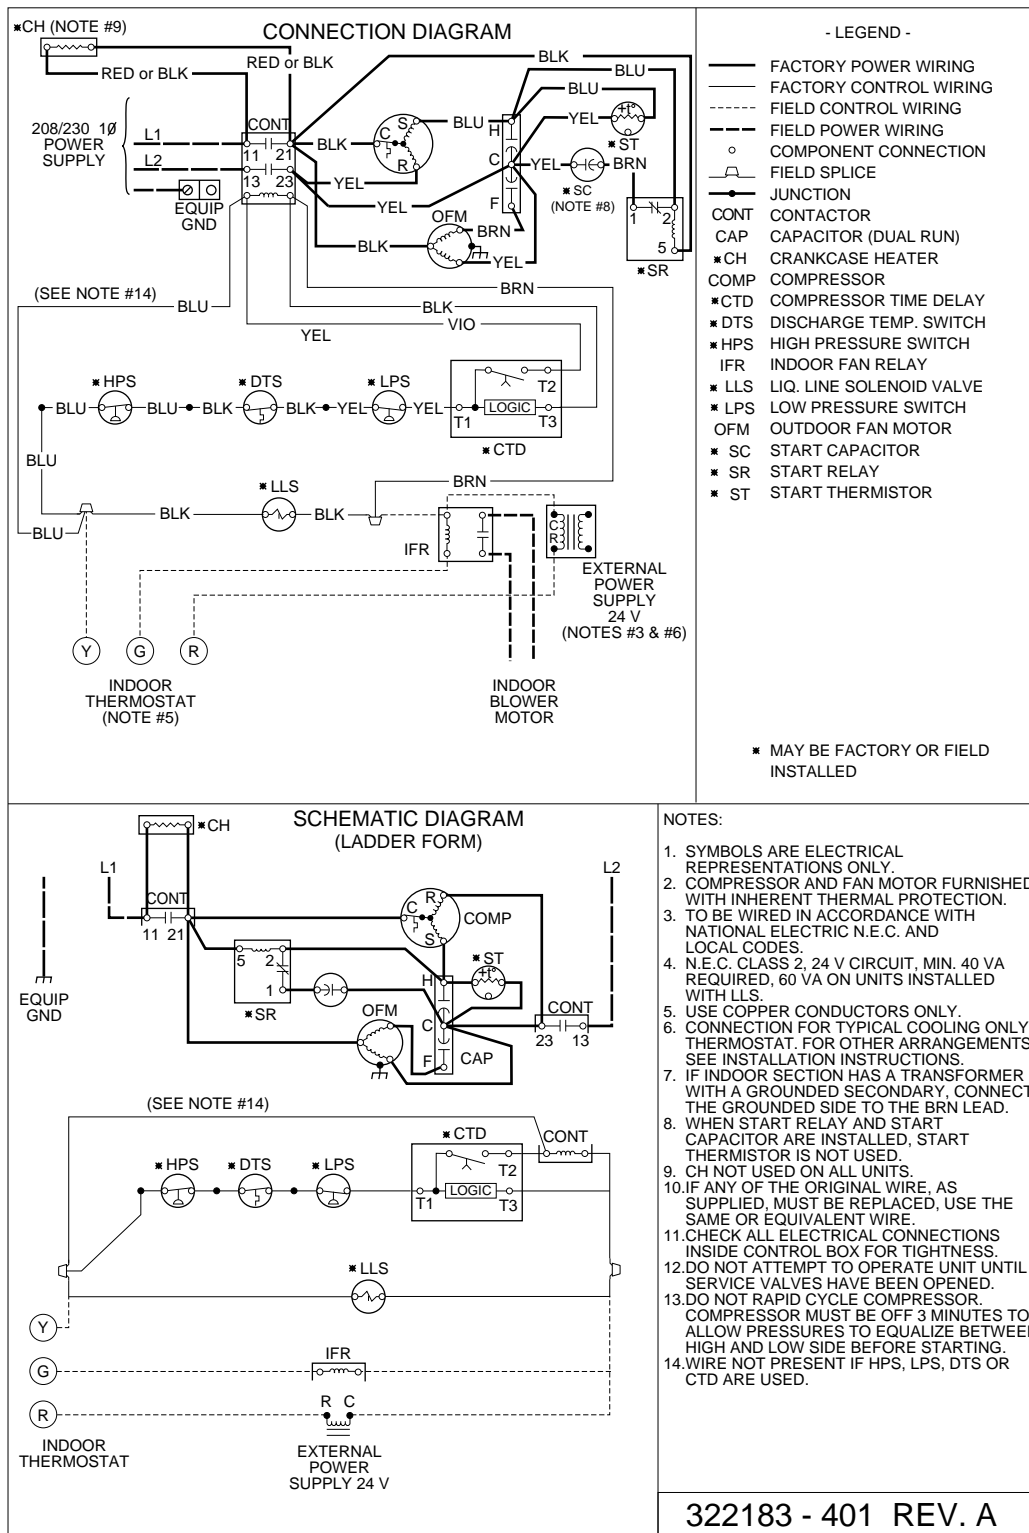 CONNECTION DIAGRAM
*CH (NOTE #9)
RED or BLK
RED or BLK
BLK
BLU
BLU
208/230 1Ø
POWER
SUPPLY
L1
L2
CONT
11 21
13 23
EQUIP
GND
BLK
YEL
YEL
BLK
C
S
R
BLU
H
C
F
YEL
+t°
*ST
YEL
BRN
*SC
(NOTE #8)
OFM
BRN
YEL
1 2
5
*SR
(SEE NOTE #14)
BLU
BRN
BLK
VIO
YEL
*HPS
*DTS
*LPS
BLU
BLU
BLK
BLK
YEL
YEL
T2
LOGIC
T1
T3
*CTD
BLU
BLU
*LLS
BLK
BLK
BRN
IFR
C
R
EXTERNAL
POWER
SUPPLY
24 V
(NOTES #3 & #6)
Y
G
R
INDOOR
THERMOSTAT
(NOTE #5)
INDOOR
BLOWER
MOTOR
- LEGEND -
FACTORY POWER WIRING
FACTORY CONTROL WIRING
FIELD CONTROL WIRING
FIELD POWER WIRING
COMPONENT CONNECTION
FIELD SPLICE
JUNCTION
CONT CONTACTOR
CAP CAPACITOR (DUAL RUN)
*CH CRANKCASE HEATER
COMP COMPRESSOR
*CTD COMPRESSOR TIME DELAY
*DTS DISCHARGE TEMP. SWITCH
*HPS HIGH PRESSURE SWITCH
IFR INDOOR FAN RELAY
* LLS LIQ. LINE SOLENOID VALVE
* LPS LOW PRESSURE SWITCH
OFM OUTDOOR FAN MOTOR
* SC START CAPACITOR
* SR START RELAY
* ST START THERMISTOR
* MAY BE FACTORY OR FIELD
INSTALLED
SCHEMATIC DIAGRAM
(LADDER FORM)
*CH
L1
L2
CONT
11 21
R
C
S
COMP
5 2
1
*SR
*ST
+t°
H
C
F
CAP
OFM
CONT
23 13
EQUIP
GND
(SEE NOTE #14)
*HPS
*DTS
*LPS
*CTD
CONT
T2
LOGIC
T1
T3
*LLS
Y
G
R
IFR
R C
INDOOR
THERMOSTAT
EXTERNAL
POWER
SUPPLY 24 V
NOTES:
1. SYMBOLS ARE ELECTRICAL
REPRESENTATIONS ONLY.
2. COMPRESSOR AND FAN MOTOR FURNISHED
WITH INHERENT THERMAL PROTECTION.
3. TO BE WIRED IN ACCORDANCE WITH
NATIONAL ELECTRIC N.E.C. AND
LOCAL CODES.
4. N.E.C. CLASS 2, 24 V CIRCUIT, MIN. 40 VA
REQUIRED, 60 VA ON UNITS INSTALLED
WITH LLS.
5. USE COPPER CONDUCTORS ONLY.
6. CONNECTION FOR TYPICAL COOLING ONLY
THERMOSTAT. FOR OTHER ARRANGEMENTS
SEE INSTALLATION INSTRUCTIONS.
7. IF INDOOR SECTION HAS A TRANSFORMER
WITH A GROUNDED SECONDARY, CONNECT
THE GROUNDED SIDE TO THE BRN LEAD.
8. WHEN START RELAY AND START
CAPACITOR ARE INSTALLED, START
THERMISTOR IS NOT USED.
9. CH NOT USED ON ALL UNITS.
10.IF ANY OF THE ORIGINAL WIRE, AS
SUPPLIED, MUST BE REPLACED, USE THE
SAME OR EQUIVALENT WIRE.
11.CHECK ALL ELECTRICAL CONNECTIONS
INSIDE CONTROL BOX FOR TIGHTNESS.
12.DO NOT ATTEMPT TO OPERATE UNIT UNTIL
SERVICE VALVES HAVE BEEN OPENED.
13.DO NOT RAPID CYCLE COMPRESSOR.
COMPRESSOR MUST BE OFF 3 MINUTES TO
ALLOW PRESSURES TO EQUALIZE BETWEEN
HIGH AND LOW SIDE BEFORE STARTING.
14.WIRE NOT PRESENT IF HPS, LPS, DTS OR
CTD ARE USED.
322183 - 401 REV. A